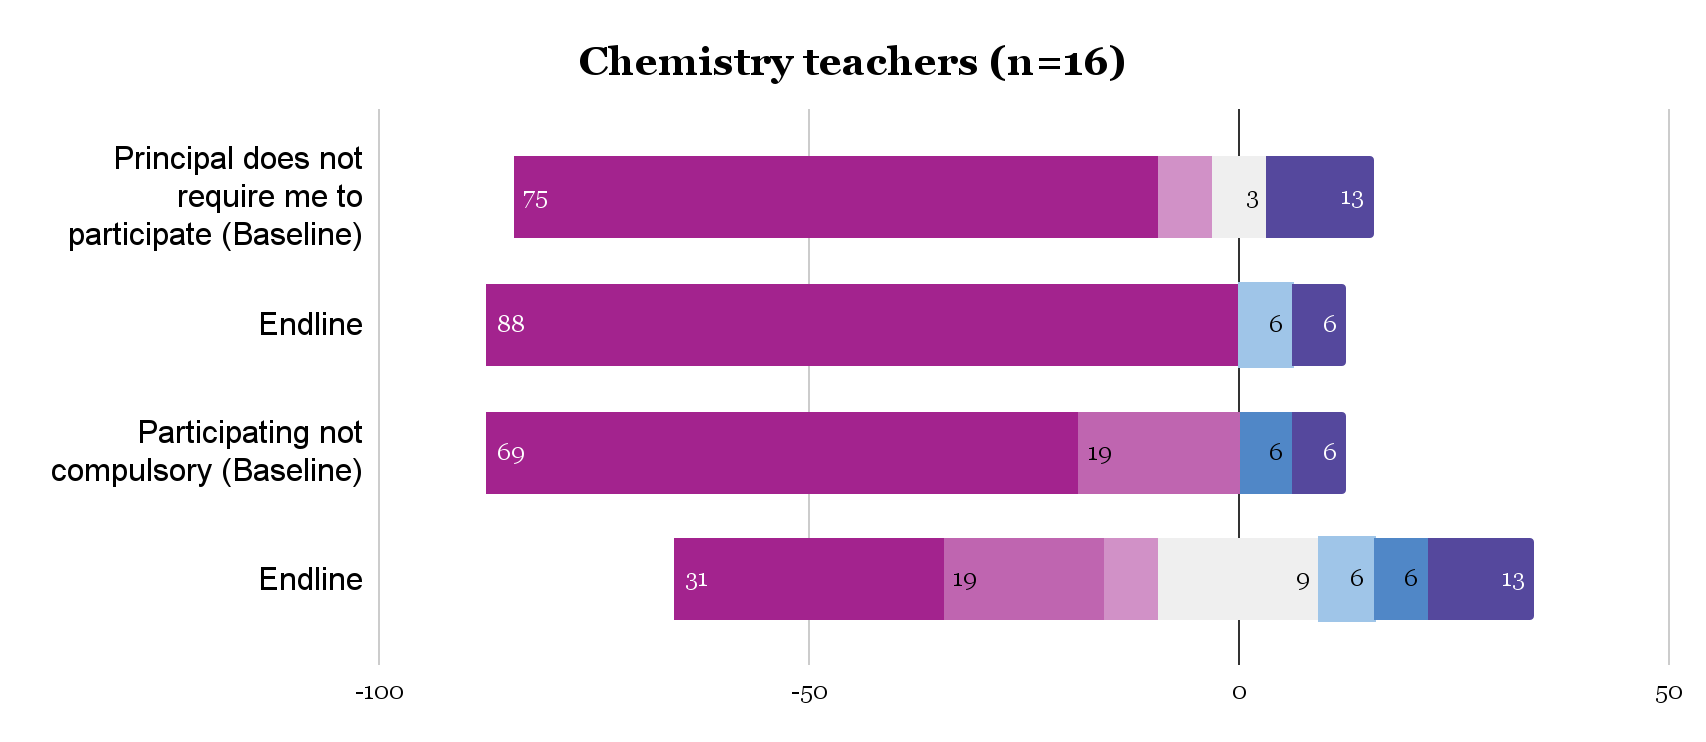 Chemistry teachers (n=16)
Principal does not
require me to
participate (Baseline)
75
3
13
Endline
88
6
6
Participating not
compulsory (Baseline)
69
19
6
6
Endline
31
19
9
6
6
13
-100
-50
0
50